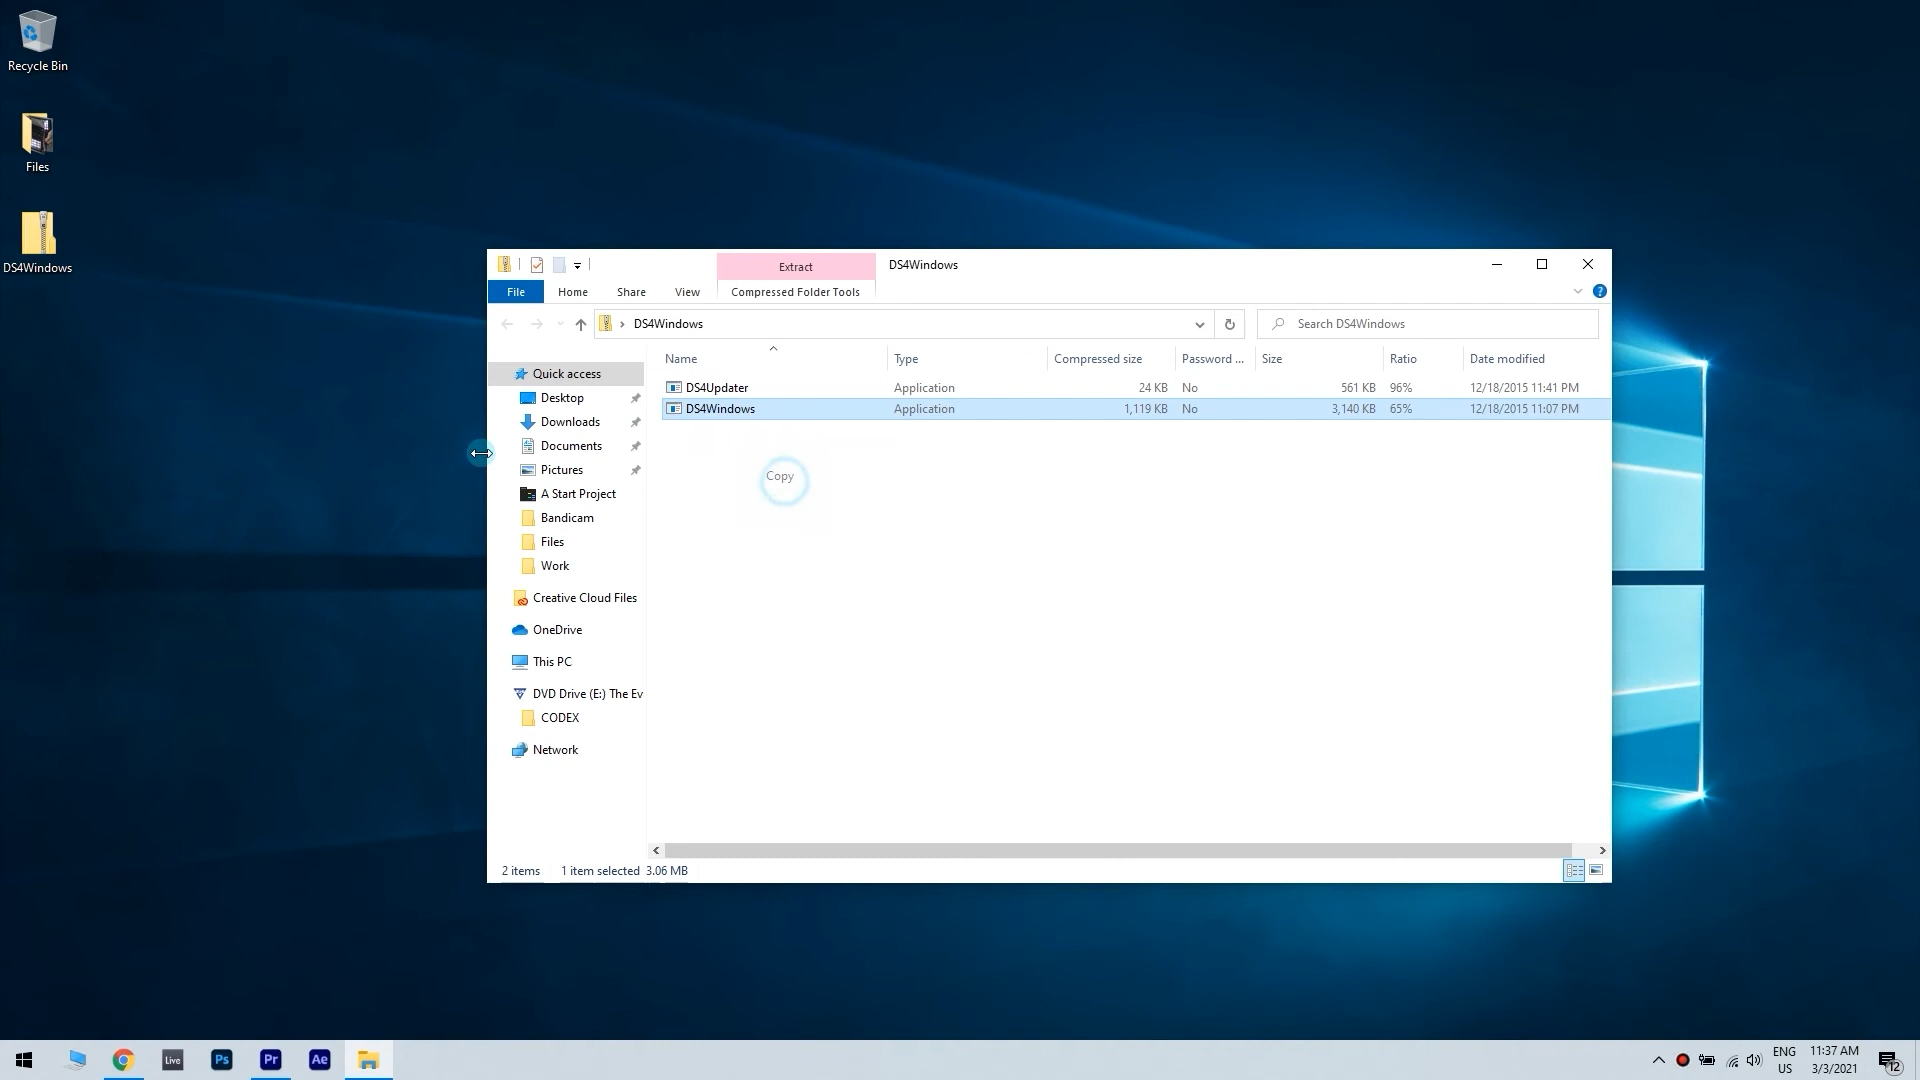 Recycle Bin
Files
DS4Windows
Extract
DS4Windows
File
Home
Share
View
Compressed Folder Tools
DS4Windows
Search DS4Windows
Name
Type
Compressed size
Password ...
Size
Ratio
Date modified
DS4Updater
Application
24 KB
No
561 KB
96%
12/18/2015 11:41 PM
DS4Windows
Application
1,119 KB
No
3,140 KB
65%
12/18/2015 11:07 PM
Copy
Quick access
Desktop
Downloads
Documents
Pictures
A Start Project
Bandicam
Files
Work
Creative Cloud Files
OneDrive
This PC
DVD Drive (E:) The Ev
CODEX
Network
2 items
1 item selected 3.06 MB
Live
Ps
Pr
Ae
ENG
US
11:37 AM
3/3/2021
12